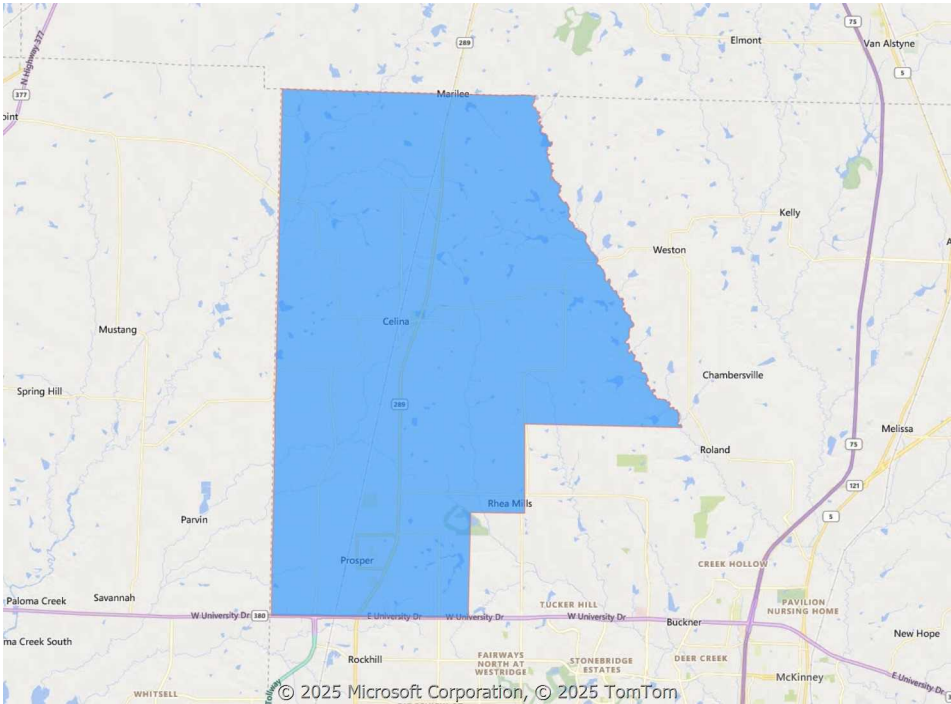 75
Elmont
Van Alstyne
289
5
N Highway 377
377
Marilee
oint
Kelly
Weston
A
Celina
Mustang
Chambersville
Spring Hill
289
Melissa
75
Roland
121
Rhea Mills
5
Parvin
Prosper
CREEK HOLLOW
Savannah
Paloma Creek
TUCKER HILL
PAVILION
NURSING HOME
W University Dr
380
E University Dr
W University Dr
W University Dr
Buckner
New Hope
ma Creek South
Rockhill
FAIRWAYS
NORTH AT
WESTRIDGE
STONEBRIDGE
ESTATES
DEER CREEK
McKinney
E University Dr
WHITSELL
Tollway
© 2025 Microsoft Corporation, © 2025 TomTom